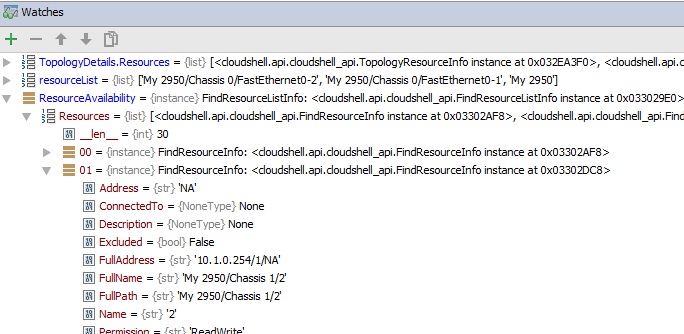 Watches
TopologyDetails.Resources = {list} [<cloudshell.api.cloudshell_api.TopologyResourceInfo instance at 0x032EA3F0>, <cloudshell.ap
resourceList = {list} ['My 2950/Chassis 0/FastEthernet0-2', 'My 2950/Chassis 0/FastEthernet0-1', 'My 2950']
ResourceAvailability = {instance} FindResourceListInfo: <cloudshell.api.cloudshell_api.FindResourceListInfo instance at 0x033029E0>
Resources = {list} [<cloudshell.api.cloudshell_api.FindResourceInfo instance at 0x03302AF8>, <cloudshell.api.cloudshell_api.Fin
__len__ = {int} 30
00 = {instance} FindResourceInfo: <cloudshell.api.cloudshell_api.FindResourceInfo instance at 0x03302AF8>
01 = {instance} FindResourceInfo: <cloudshell.api.cloudshell_api.FindResourceInfo instance at 0x03302DC8>
Address = {str} 'NA'
ConnectedTo = {NoneType} None
Description = {NoneType} None
Excluded = {bool} False
FullAddress = {str} '10.1.0.254/1/NA'
FullName = {str} 'My 2950/Chassis 1/2'
FullPath = {str} 'My 2950/Chassis 1/2'
Name = {str} '2'
Permission = {str} 'ReadWrite'